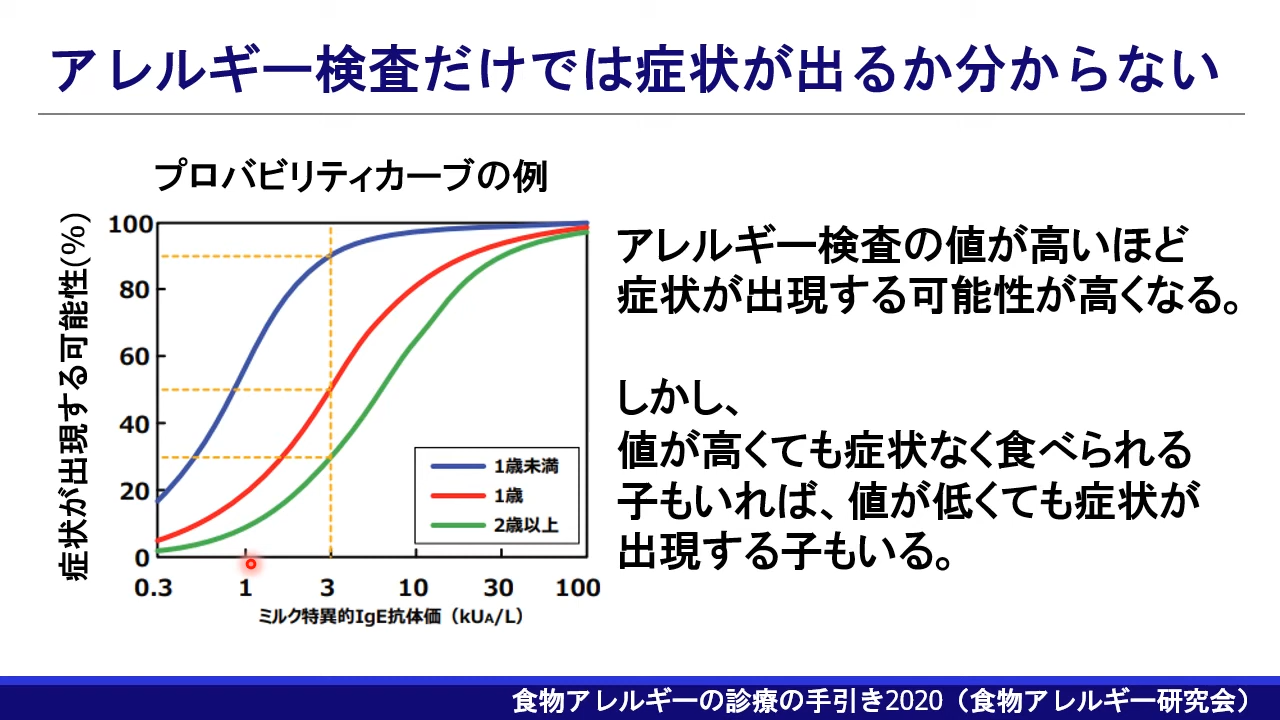 アレルギー検査だけでは症状が出るか分からない
プロバビリティカーブの例
症状が出現する可能性(%)
100
80
60
40
20
0
0.3 1 3 10 30 100
ミルク特異的IgE抗体価（kUA/L）
1歳未満
1歳
2歳以上
アレルギー検査の値が高いほど
症状が出現する可能性が高くなる。
しかし、
値が高くても症状なく食べられる
子もいれば、値が低くても症状が
出現する子もいる。
食物アレルギーの診療の手引き2020（食物アレルギー研究会）